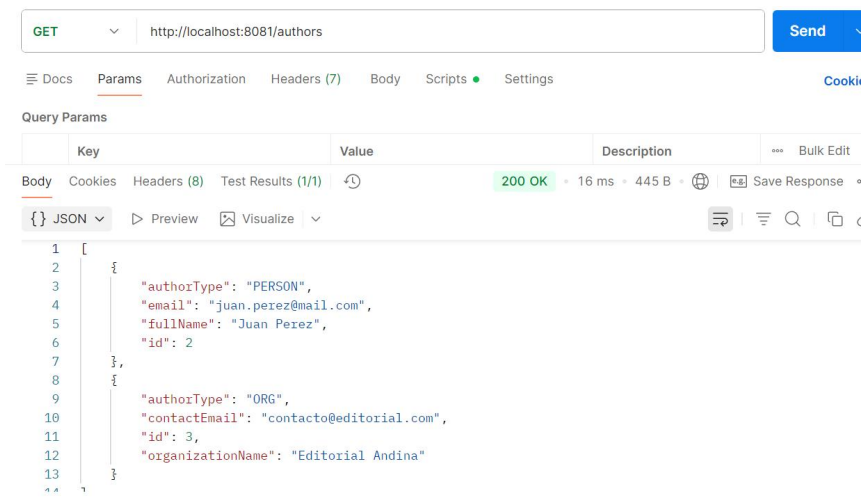 GET http://localhost:8081/authors Send
Docs Params Authorization Headers (7) Body Scripts Settings Cookie
Query Params
Key Value Description Bulk Edit
Body Cookies Headers (8) Test Results (1/1) 200 OK 16 ms 445 B e.g. Save Response
{} JSON Preview Visualize
1 [
2 {
3 "authorType": "PERSON",
4 "email": "juan.perez@mail.com",
5 "fullName": "Juan Perez",
6 "id": 2
7 },
8 {
9 "authorType": "ORG",
10 "contactEmail": "contacto@editorial.com",
11 "id": 3,
12 "organizationName": "Editorial Andina"
13 }
14 ]